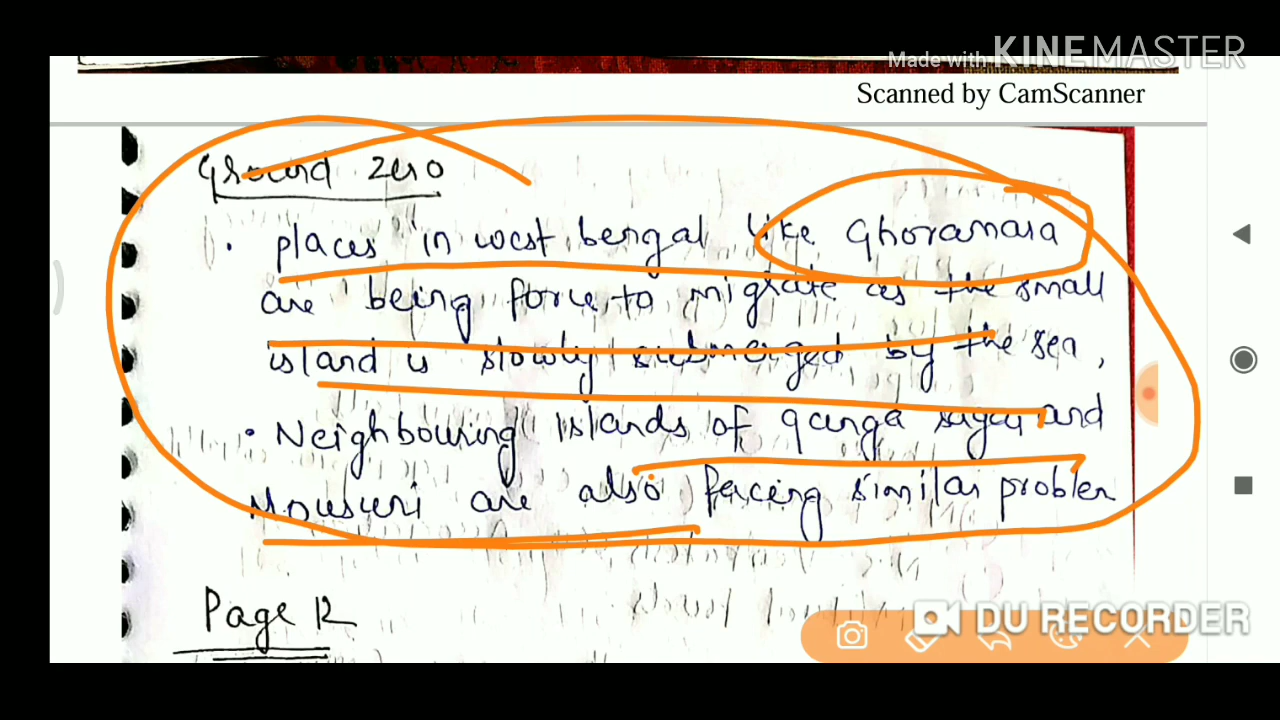 Made with KINEMASTER
Scanned by CamScanner
Ground Zero
• places in west bengal like Ghoramara
are being force to migrate as the small
island is slowly submerged by the sea,
• Neighbouring islands of ganga sagar and
Mousuni are also facing similar problem
Page 12
DU RECORDER